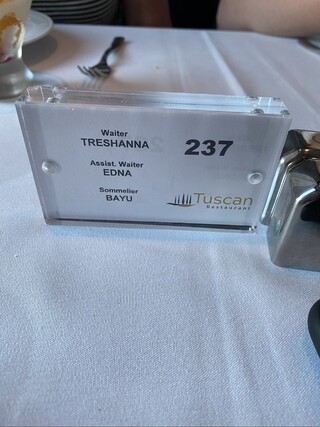 Waiter
TRESHANNA
237
Assist. Waiter
EDNA
Sommelier
BAYU
Tuscan
Restaurant